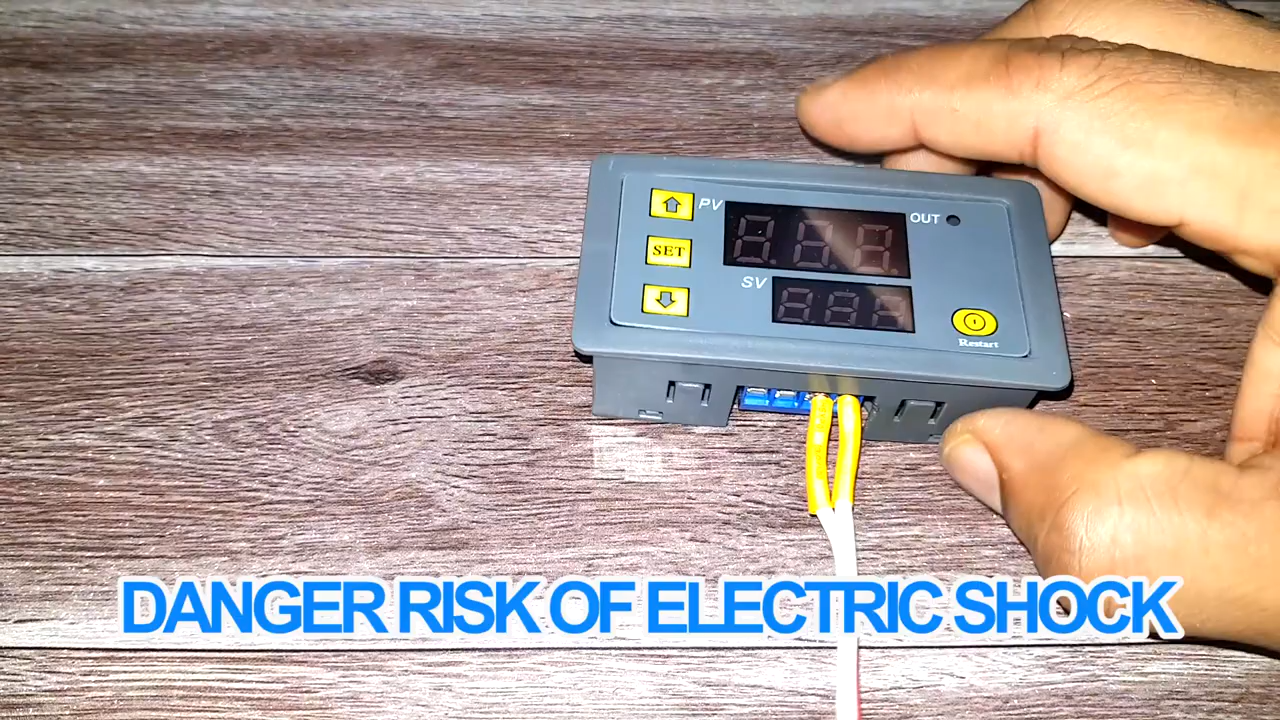 PV
OUT
SET
SV
Restart
DANGER RISK OF ELECTRIC SHOCK